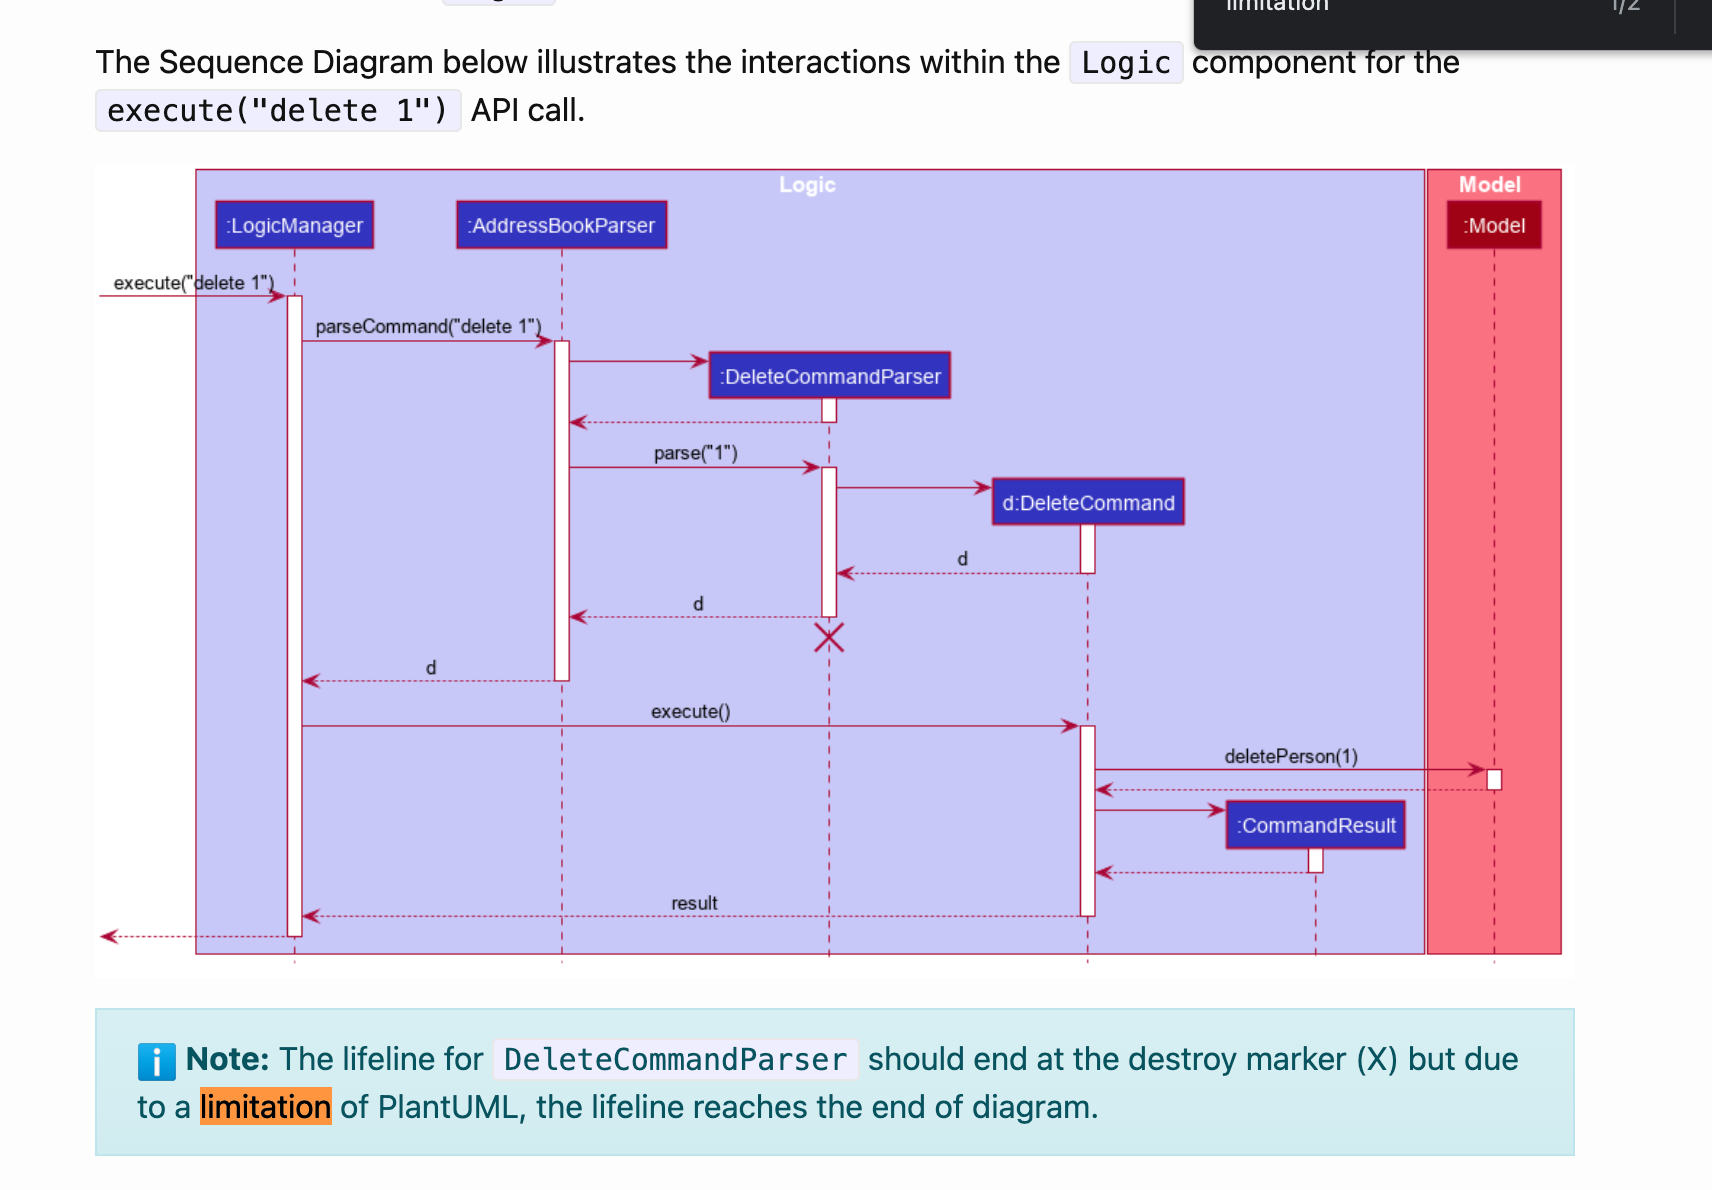 limitation 1/2
The Sequence Diagram below illustrates the interactions within the Logic component for the
execute("delete 1") API call.
Logic
Model
:LogicManager
:AddressBookParser
:Model
execute("delete 1")
parseCommand("delete 1")
:DeleteCommandParser
parse("1")
d:DeleteCommand
d
d
d
execute()
deletePerson(1)
:CommandResult
result
Note: The lifeline for DeleteCommandParser should end at the destroy marker (X) but due
to a limitation of PlantUML, the lifeline reaches the end of diagram.